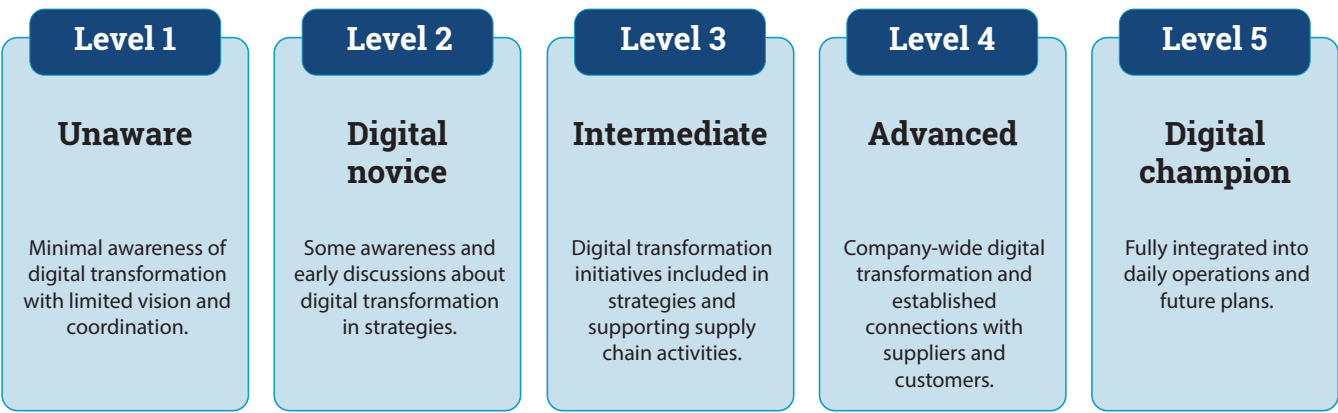 Level 1
Unaware
Minimal awareness of
digital transformation
with limited vision and
coordination.
Level 2
Digital
novice
Some awareness and
early discussions about
digital transformation
in strategies.
Level 3
Intermediate
Digital transformation
initiatives included in
strategies and
supporting supply
chain activities.
Level 4
Advanced
Company-wide digital
transformation and
established
connections with
suppliers and
customers.
Level 5
Digital
champion
Fully integrated into
daily operations and
future plans.